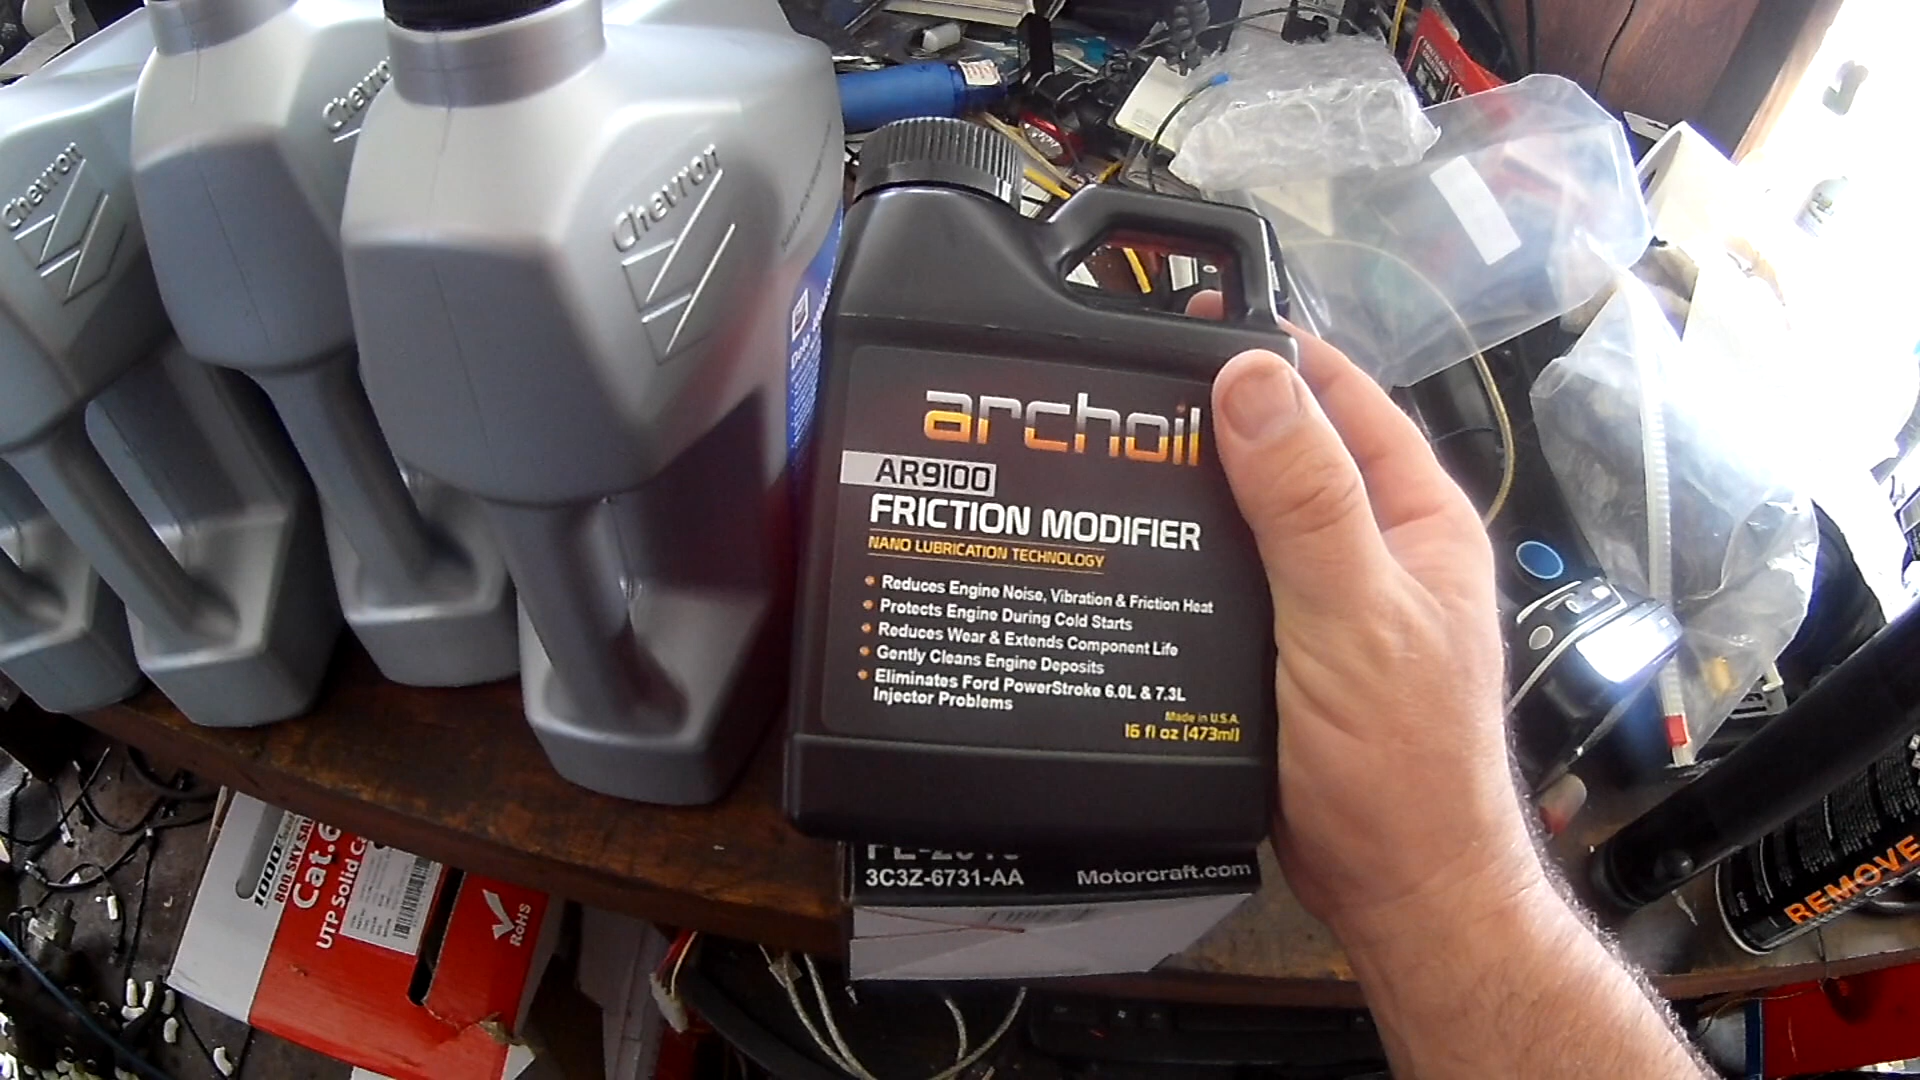 Chevron
Chevron
Chevron
archoil
AR9100
FRICTION MODIFIER
NANO LUBRICATION TECHNOLOGY
Reduces Engine Noise, Vibration & Friction Heat
Protects Engine During Cold Starts
Reduces Wear & Extends Component Life
Gently Cleans Engine Deposits
Eliminates Ford PowerStroke 6.0L & 7.3L
Injector Problems
Made in U.S.A.
16 fl oz (473ml)
3C3Z-6731-AA
Motorcraft.com
1000
Cat.6
UTP Solid
RoHS
REMOVE